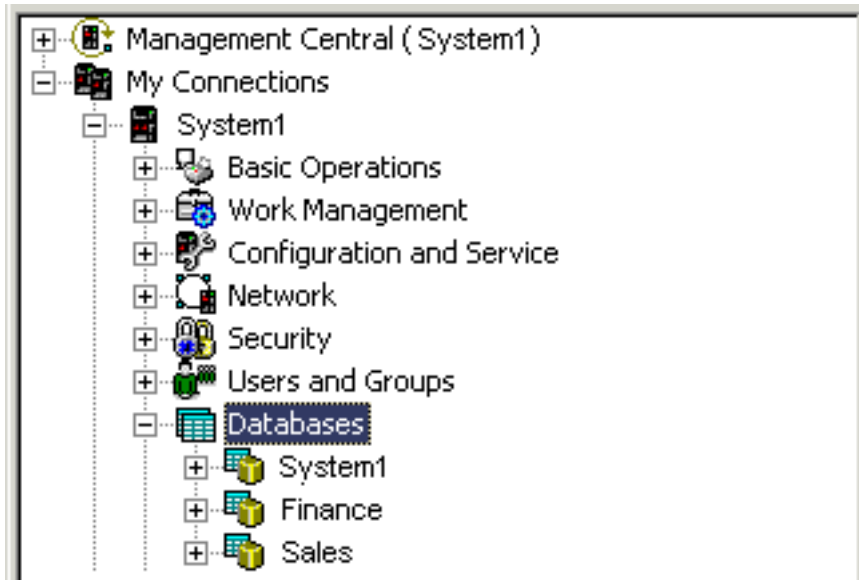 Management Central ( System1)
My Connections
System1
Basic Operations
Work Management
Configuration and Service
Network
Security
Users and Groups
Databases
System1
Finance
Sales